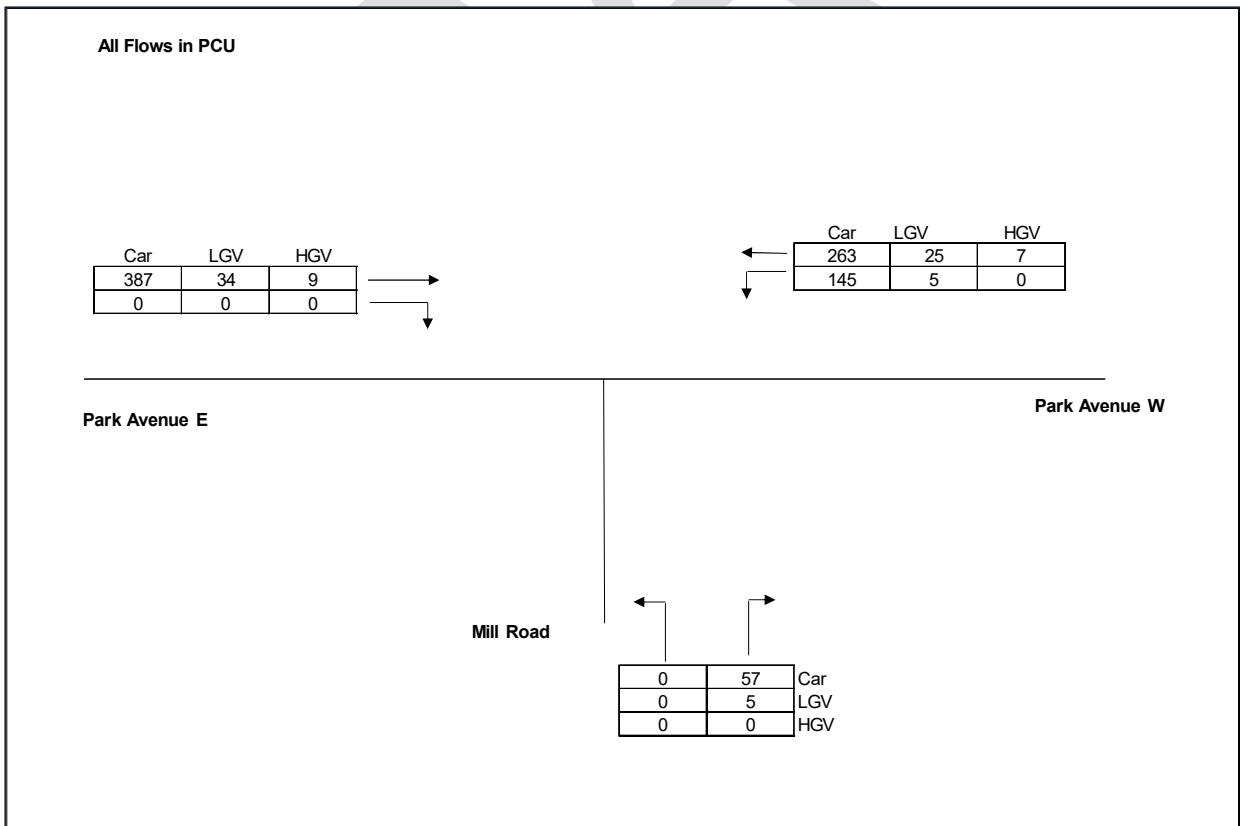 All Flows in PCU
Car LGV HGV
263 25 7
145 5 0
Car LGV HGV
387 34 9
0 0 0
Park Avenue E
Park Avenue W
Mill Road
0 57 Car
0 5 LGV
0 0 HGV